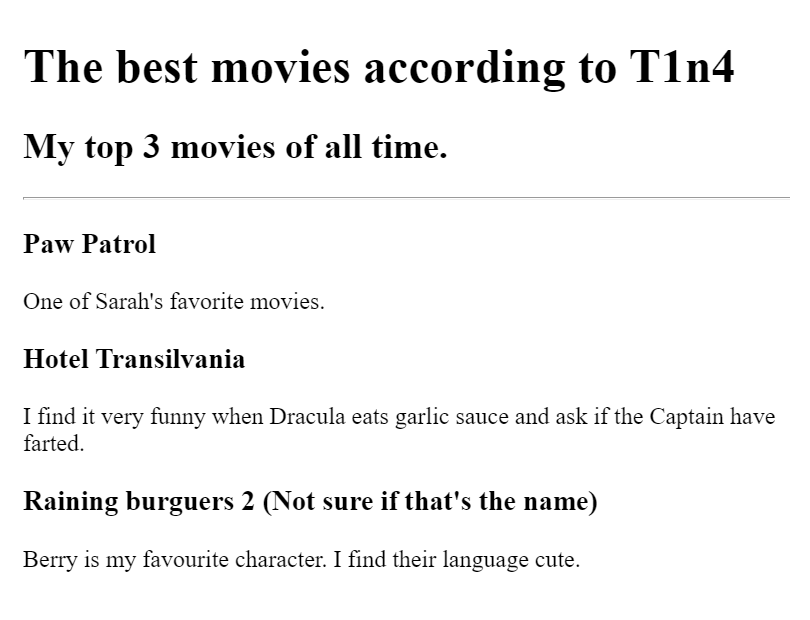 The best movies according to T1n4
My top 3 movies of all time.
Paw Patrol
One of Sarah's favorite movies.
Hotel Transilvania
I find it very funny when Dracula eats garlic sauce and ask if the Captain have
farted.
Raining burguers 2 (Not sure if that's the name)
Berry is my favourite character. I find their language cute.